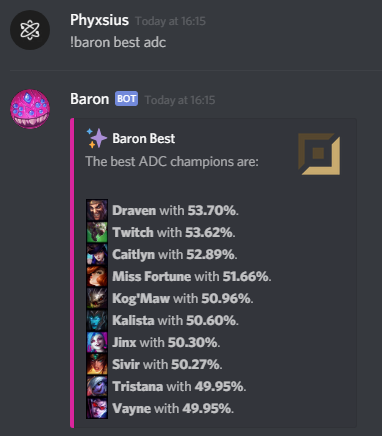 Phyxsius Today at 16:15
!baron best adc
Baron BOT Today at 16:15
Baron Best
The best ADC champions are:
Draven with 53.70%.
Twitch with 53.62%.
Caitlyn with 52.89%.
Miss Fortune with 51.66%.
Kog'Maw with 50.96%.
Kalista with 50.60%.
Jinx with 50.30%.
Sivir with 50.27%.
Tristana with 49.95%.
Vayne with 49.95%.